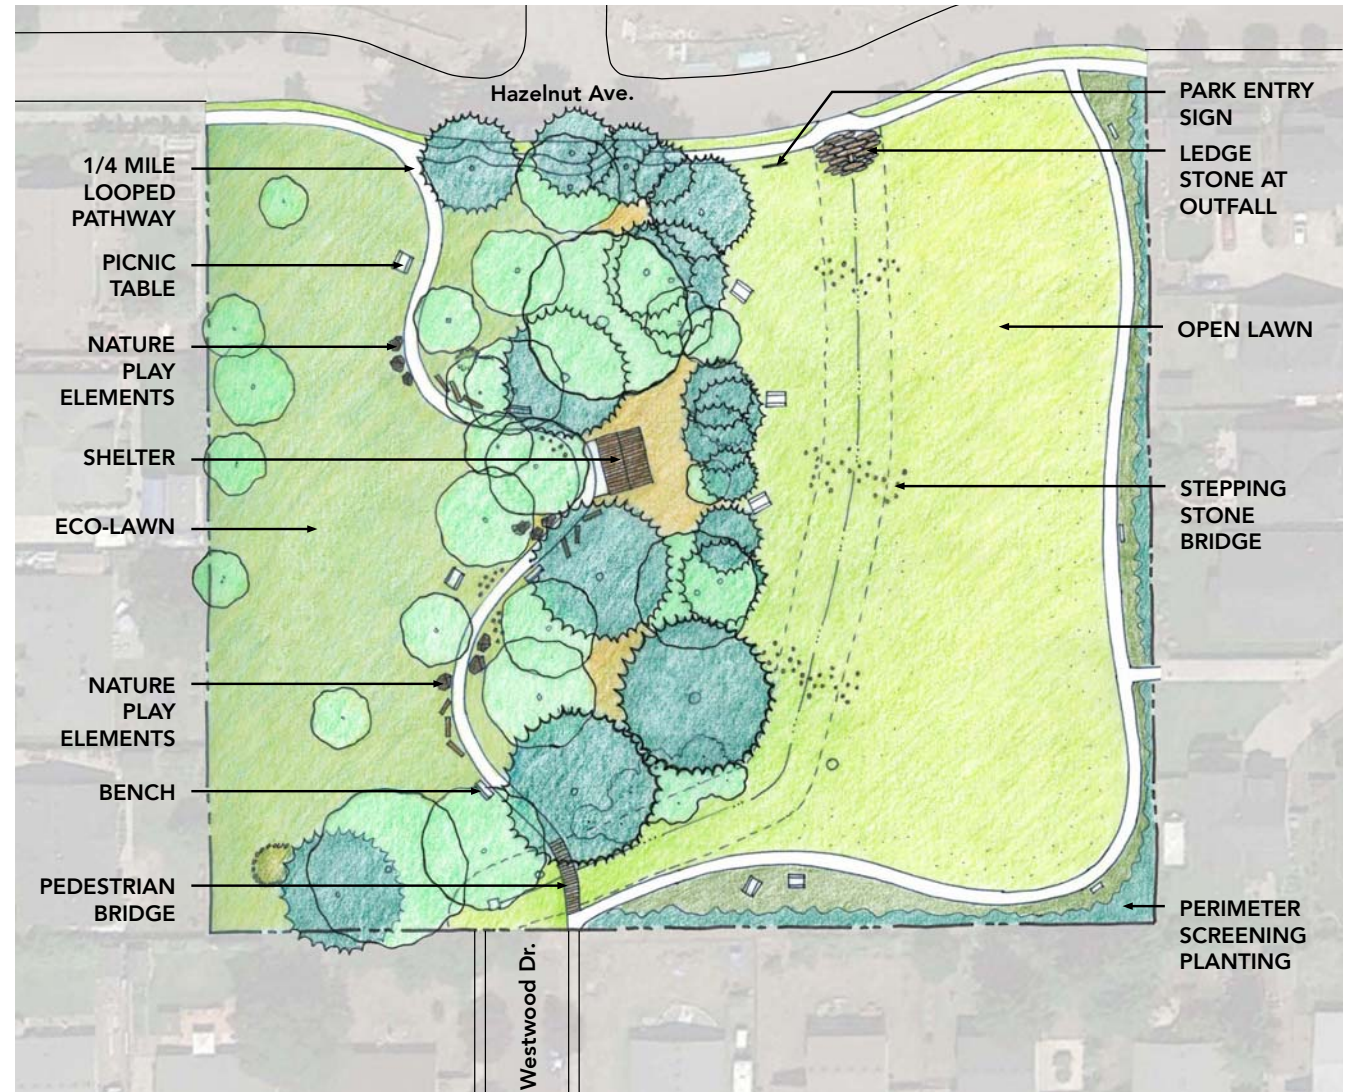 Hazelnut Ave.
1/4 MILE
LOOPED
PATHWAY
PICNIC
TABLE
NATURE
PLAY
ELEMENTS
SHELTER
ECO-LAWN
NATURE
PLAY
ELEMENTS
BENCH
PEDESTRIAN
BRIDGE
PARK ENTRY
SIGN
LEDGE
STONE AT
OUTFALL
OPEN LAWN
STEPPING
STONE
BRIDGE
PERIMETER
SCREENING
PLANTING
Westwood Dr.